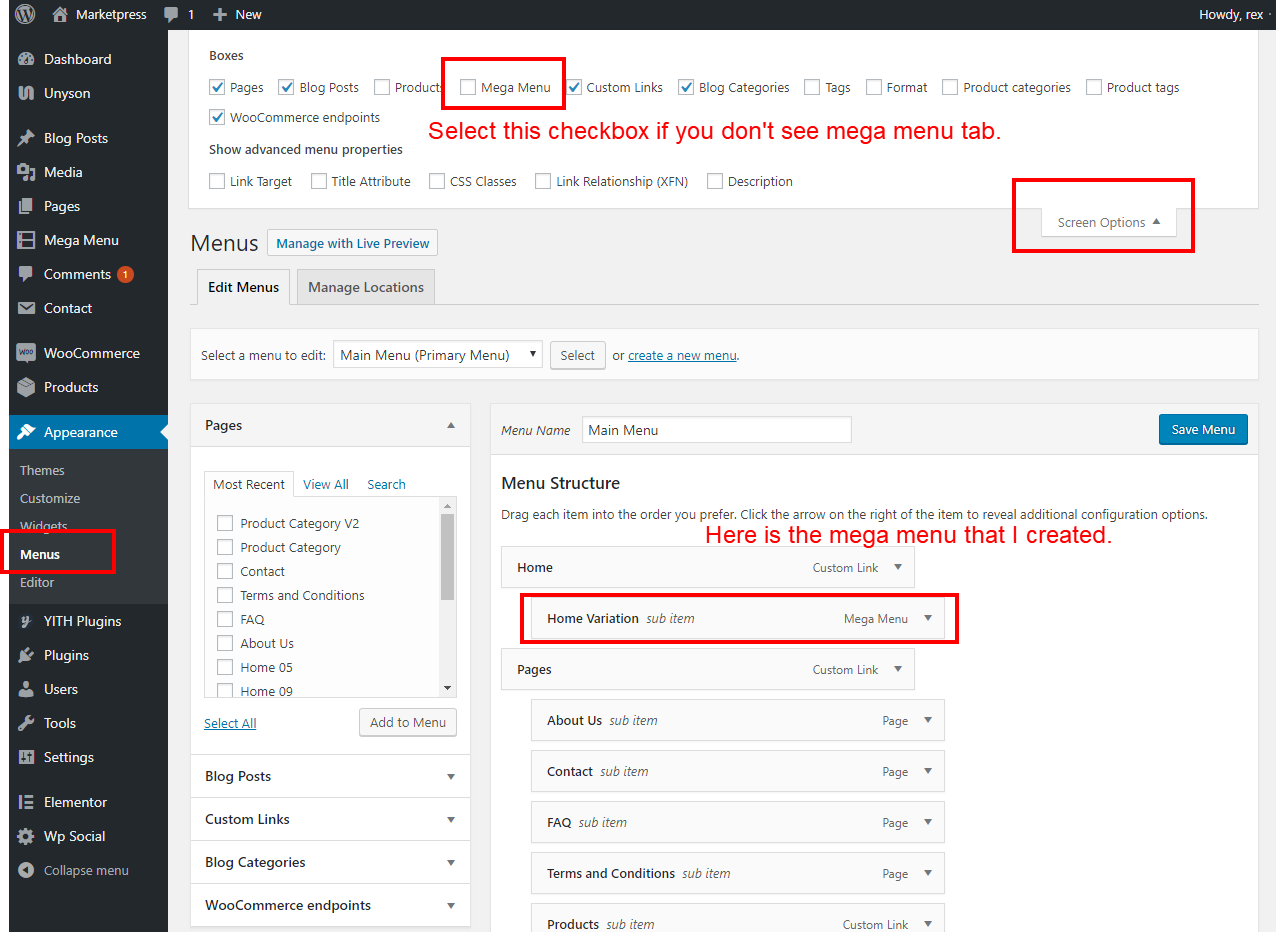 Marketpress 1 New Howdy, rex
Dashboard
Unyson
Blog Posts
Media
Pages
Mega Menu
Comments 1
Contact
WOO WooCommerce
Products
Appearance
Themes
Customize
Widgets
Menus
Editor
YITH Plugins
Plugins
Users
Tools
Settings
Elementor
Wp Social
Collapse menu
Boxes
Pages Blog Posts Products Mega Menu Custom Links Blog Categories Tags Format Product categories Product tags
WooCommerce endpoints
Select this checkbox if you don't see mega menu tab.
Show advanced menu properties
Link Target Title Attribute CSS Classes Link Relationship (XFN) Description
Screen Options
Menus Manage with Live Preview
Edit Menus Manage Locations
Select a menu to edit: Main Menu (Primary Menu) Select or create a new menu.
Pages
Most Recent View All Search
Product Category V2
Product Category
Contact
Terms and Conditions
FAQ
About Us
Home 05
Home 09
Select All Add to Menu
Blog Posts
Custom Links
Blog Categories
WooCommerce endpoints
Menu Name Main Menu Save Menu
Menu Structure
Drag each item into the order you prefer. Click the arrow on the right of the item to reveal additional configuration options.
Here is the mega menu that I created.
Home Custom Link
Home Variation sub item Mega Menu
Pages Custom Link
About Us sub item Page
Contact sub item Page
FAQ sub item Page
Terms and Conditions sub item Page
Products sub item Custom Link